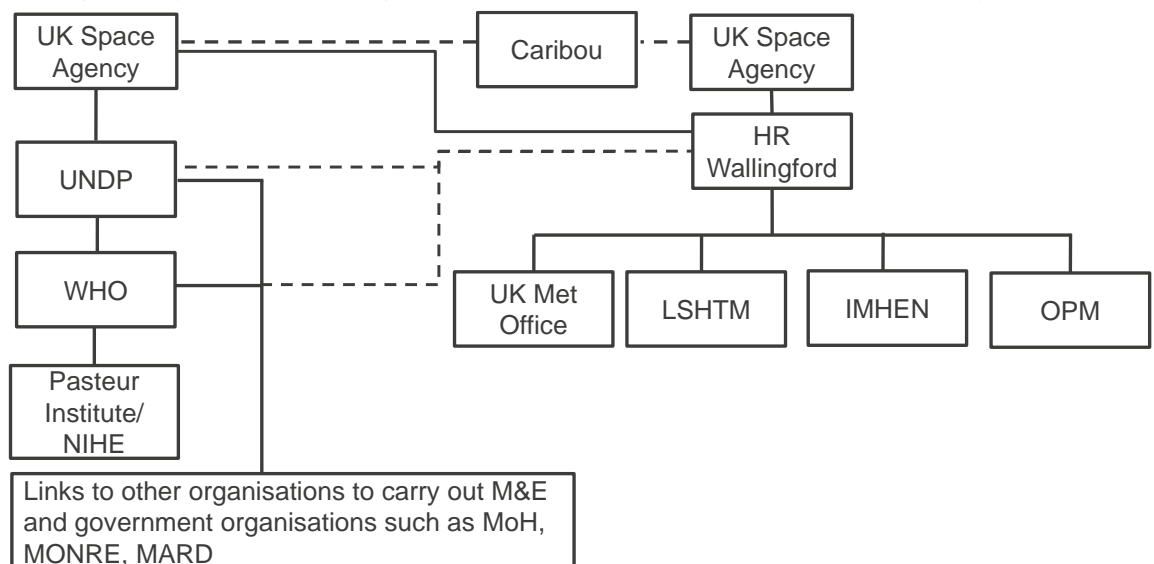 UK Space
Agency
Caribou
UK Space
Agency
HR
Wallingford
UNDP
WHO
UK Met
Office
LSHTM
IMHEN
OPM
Pasteur
Institute/
NIHE
Links to other organisations to carry out M&E
and government organisations such as MoH,
MONRE, MARD